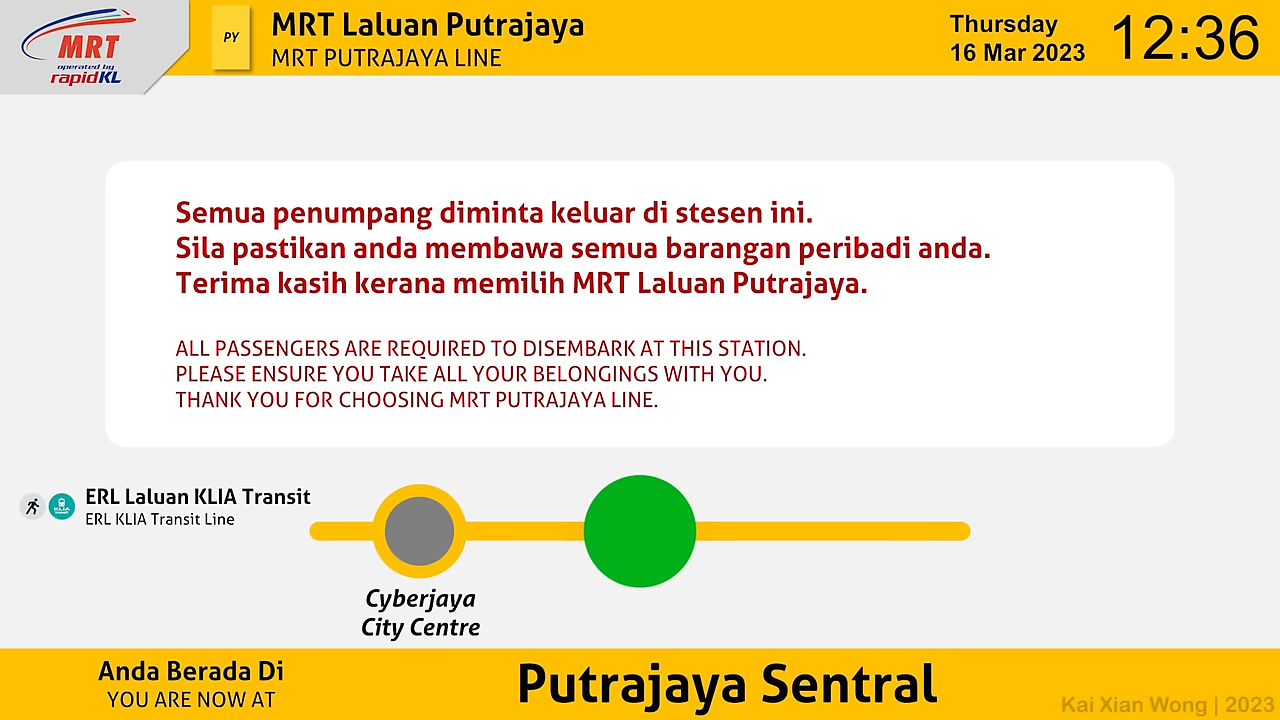 MRT
operated by
rapidKL
PY
MRT Laluan Putrajaya
MRT PUTRAJAYA LINE
Thursday
16 Mar 2023
12:36
Semua penumpang diminta keluar di stesen ini.
Sila pastikan anda membawa semua barangan peribadi anda.
Terima kasih kerana memilih MRT Laluan Putrajaya.
ALL PASSENGERS ARE REQUIRED TO DISEMBARK AT THIS STATION.
PLEASE ENSURE YOU TAKE ALL YOUR BELONGINGS WITH YOU.
THANK YOU FOR CHOOSING MRT PUTRAJAYA LINE.
KLIA
Transit
ERL Laluan KLIA Transit
ERL KLIA Transit Line
Cyberjaya
City Centre
Anda Berada Di
YOU ARE NOW AT
Putrajaya Sentral
Kai Xian Wong | 2023